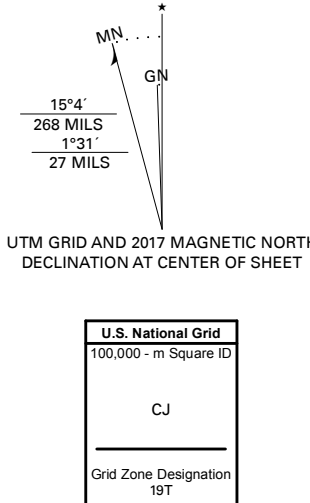 ★
MN
GN
15°4´
268 MILS
1°31´
27 MILS
UTM GRID AND 2017 MAGNETIC NORTH
DECLINATION AT CENTER OF SHEET
U.S. National Grid
100,000 - m Square ID
CJ
Grid Zone Designation
19T